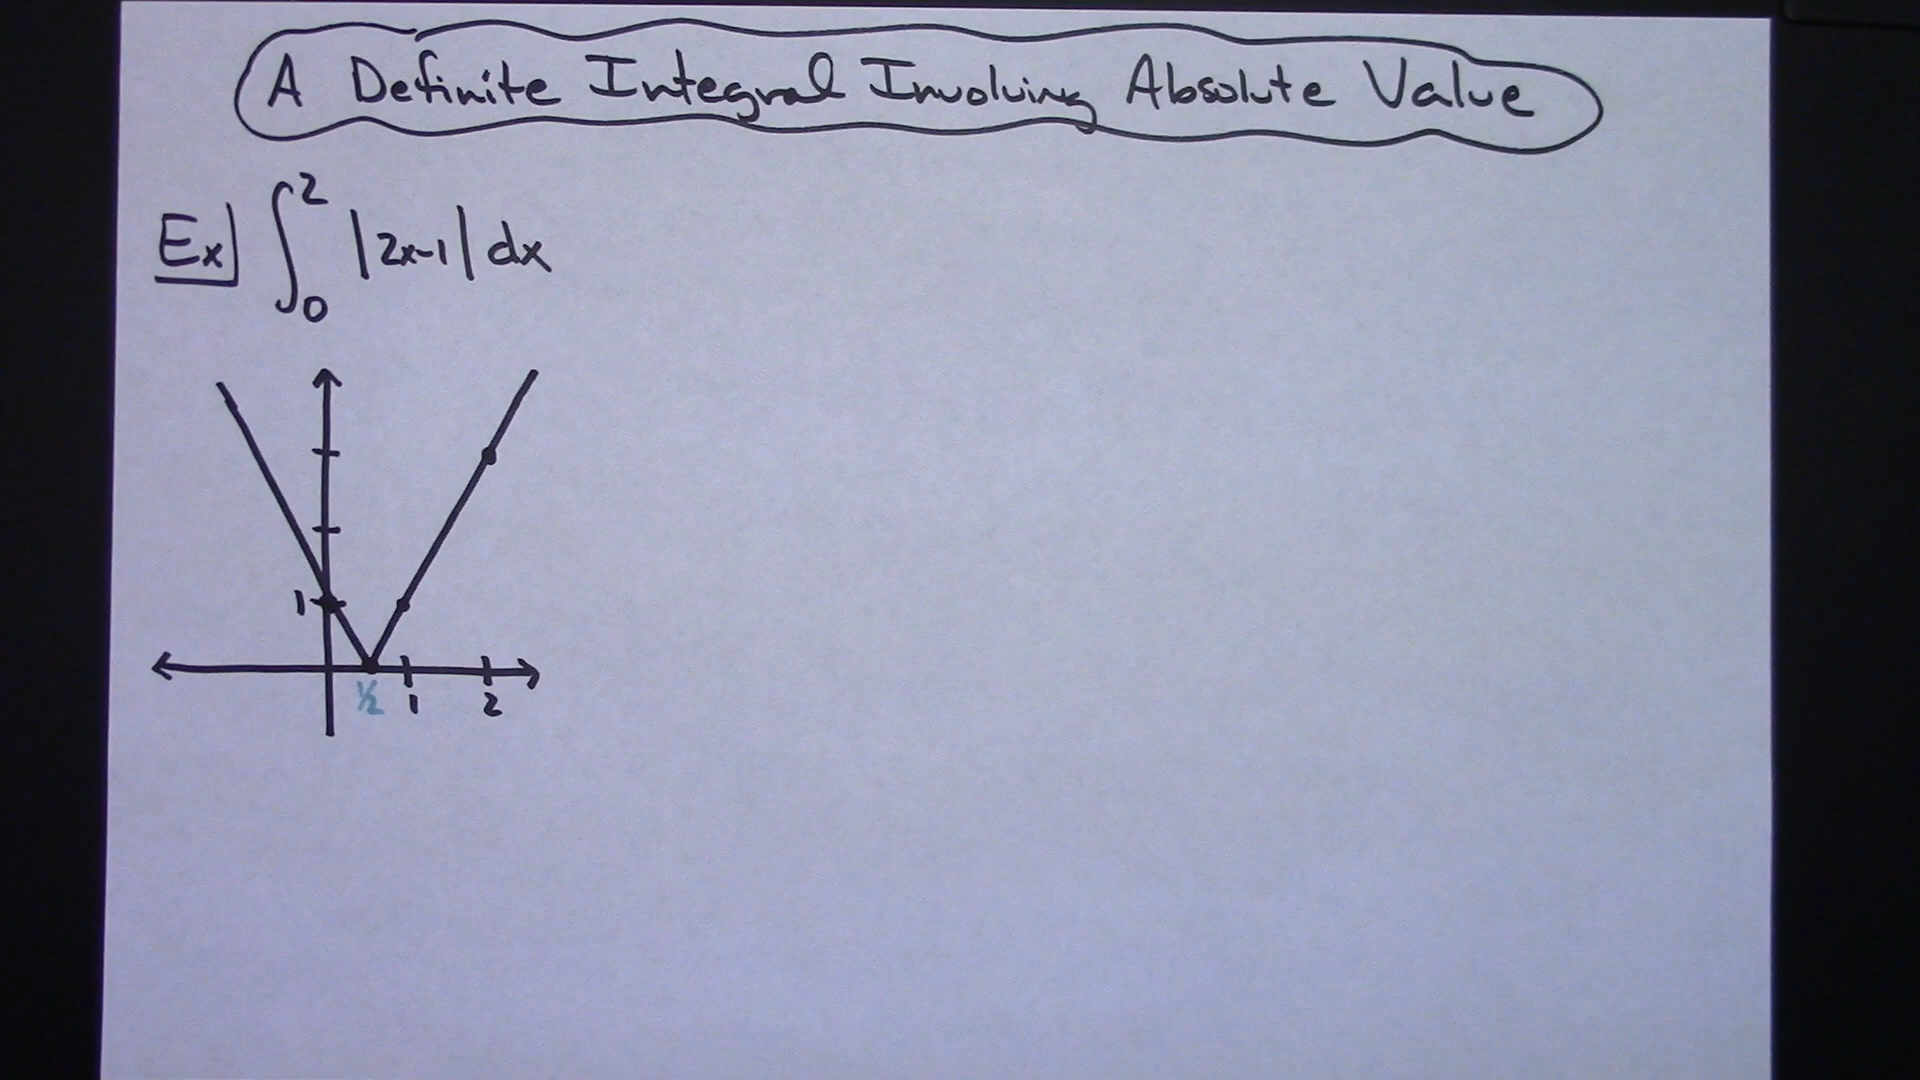 A Definite Integral Involving Absolute Value
Ex] ∫₀² |2x-1| dx
1
½ 1 2